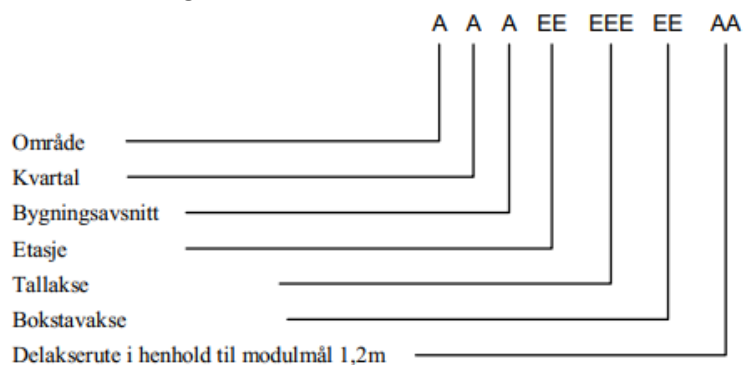 A A A EE EEE EE AA
Område
Kvartal
Bygningsavsnitt
Etasje
Tallakse
Bokstavakse
Delakserute i henhold til modulmål 1,2m